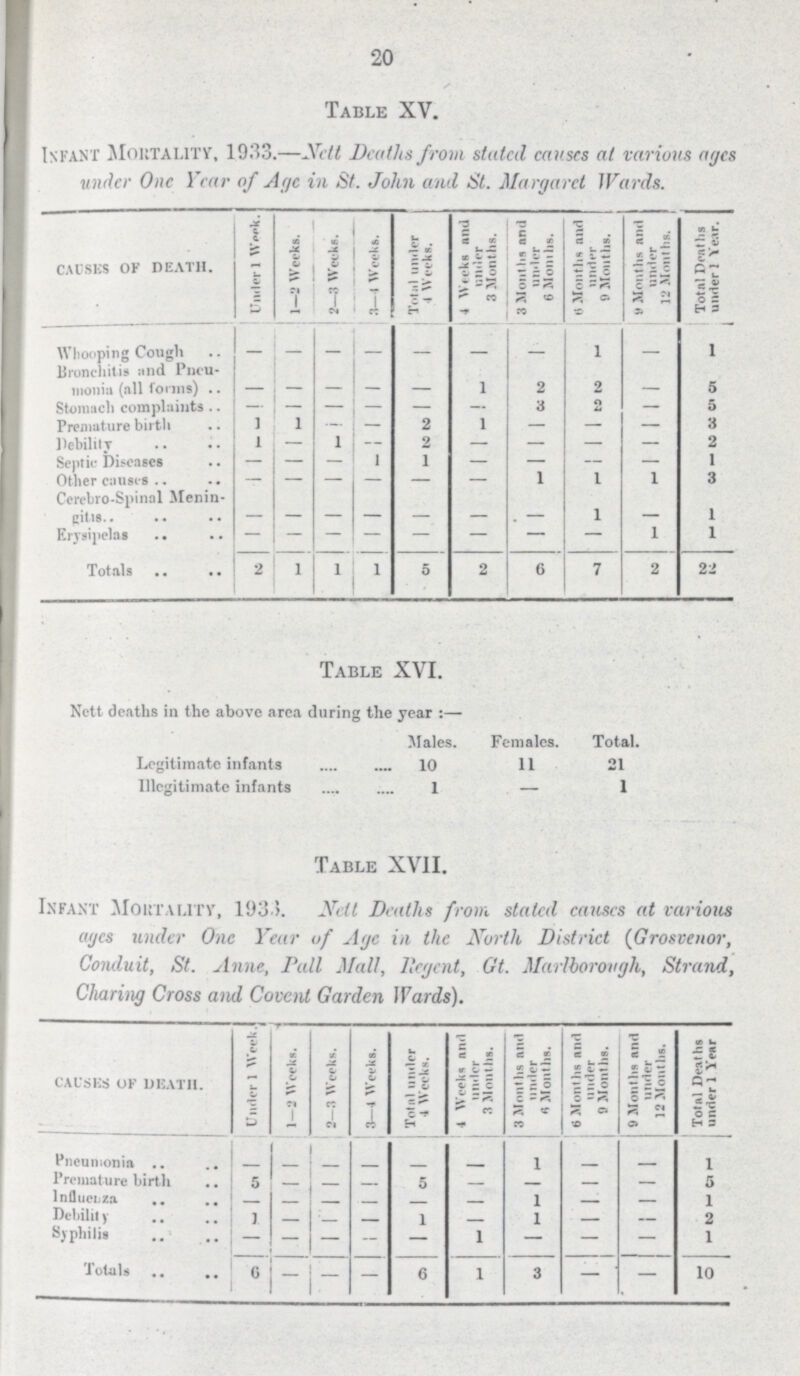 20
TABLE XV.
INFANT MORTALITY, 1933.—Nett Deaths from stated causes at various ages
under One Year of Age in St. John and St. Margaret Wards.
CAUSES OF DEATH. | Under 1 Week. | 1—2 Weeks. | 2—3 Weeks. | 3—4 Weeks. | Total under 4 Weeks. | 4 Weeks and under 3 Months. | 3 Months and under 6 Months. | 6 Months and under 9 Months. | 9 Months and under 12 Months. | Total Deaths under 1 Year.
Whooping Cough .. — — — — — — — 1 — 1
Bronchitis and Pneu-
monia (all forms) .. — — — — — 1 2 2 — 5
Stomach complaints .. — — — — — — 3 2 — 5
Premature birth .. 1 1 — — 2 1 — — — 3
Debility .. .. 1 — 1 — 2 — — — — 2
Septic Diseases .. — — — 1 1 — — — — 1
Other causes .. .. — — — — — — 1 1 1 3
Cerebro-Spinal Menin-
gitis.. .. .. — — — — — — — 1 — 1
Erysipelas .. .. — — — — — — — — 1 1
Totals .. .. 2 1 1 1 5 2 6 7 2 22
TABLE XVI.
Nett deaths in the above area during the year :—
Males. Females. Total.
Legitimate infants .... .... 10 11 21
Illegitimate infants .... .... 1 — 1
TABLE XVII.
INFANT MORTALITY, 1933. Nett Deaths from stated causes at various
ages under One Year of Age in the North District (Grosvenor,
Conduit, St. Anne, Pall Mall, Regent, Gt. Marlborough, Strand,
Charing Cross and Covent Garden Wards).
CAUSES OF DEATH. | Under 1 Week. | 1—2 Weeks. | 2—3 Weeks. | 3—4 Weeks. | Total under 4 Weeks. | 4 Weeks and under 3 Months. | 3 Months and under 6 Months. | 6 Months and under 9 Months. | 9 Months and under 12 Months. | Total Deaths under 1 Year
Pneumonia .. .. — — — — — — 1 — — 1
Premature birth .. 5 — — — 5 — — — — 5
Influenza .. .. — — — — — — 1 — — 1
Debility .. .. 1 — — — 1 — 1 — — 2
Syphilis .. .. — — — — — 1 — — — 1
Totals .. .. 6 — — — 6 1 3 — — 10